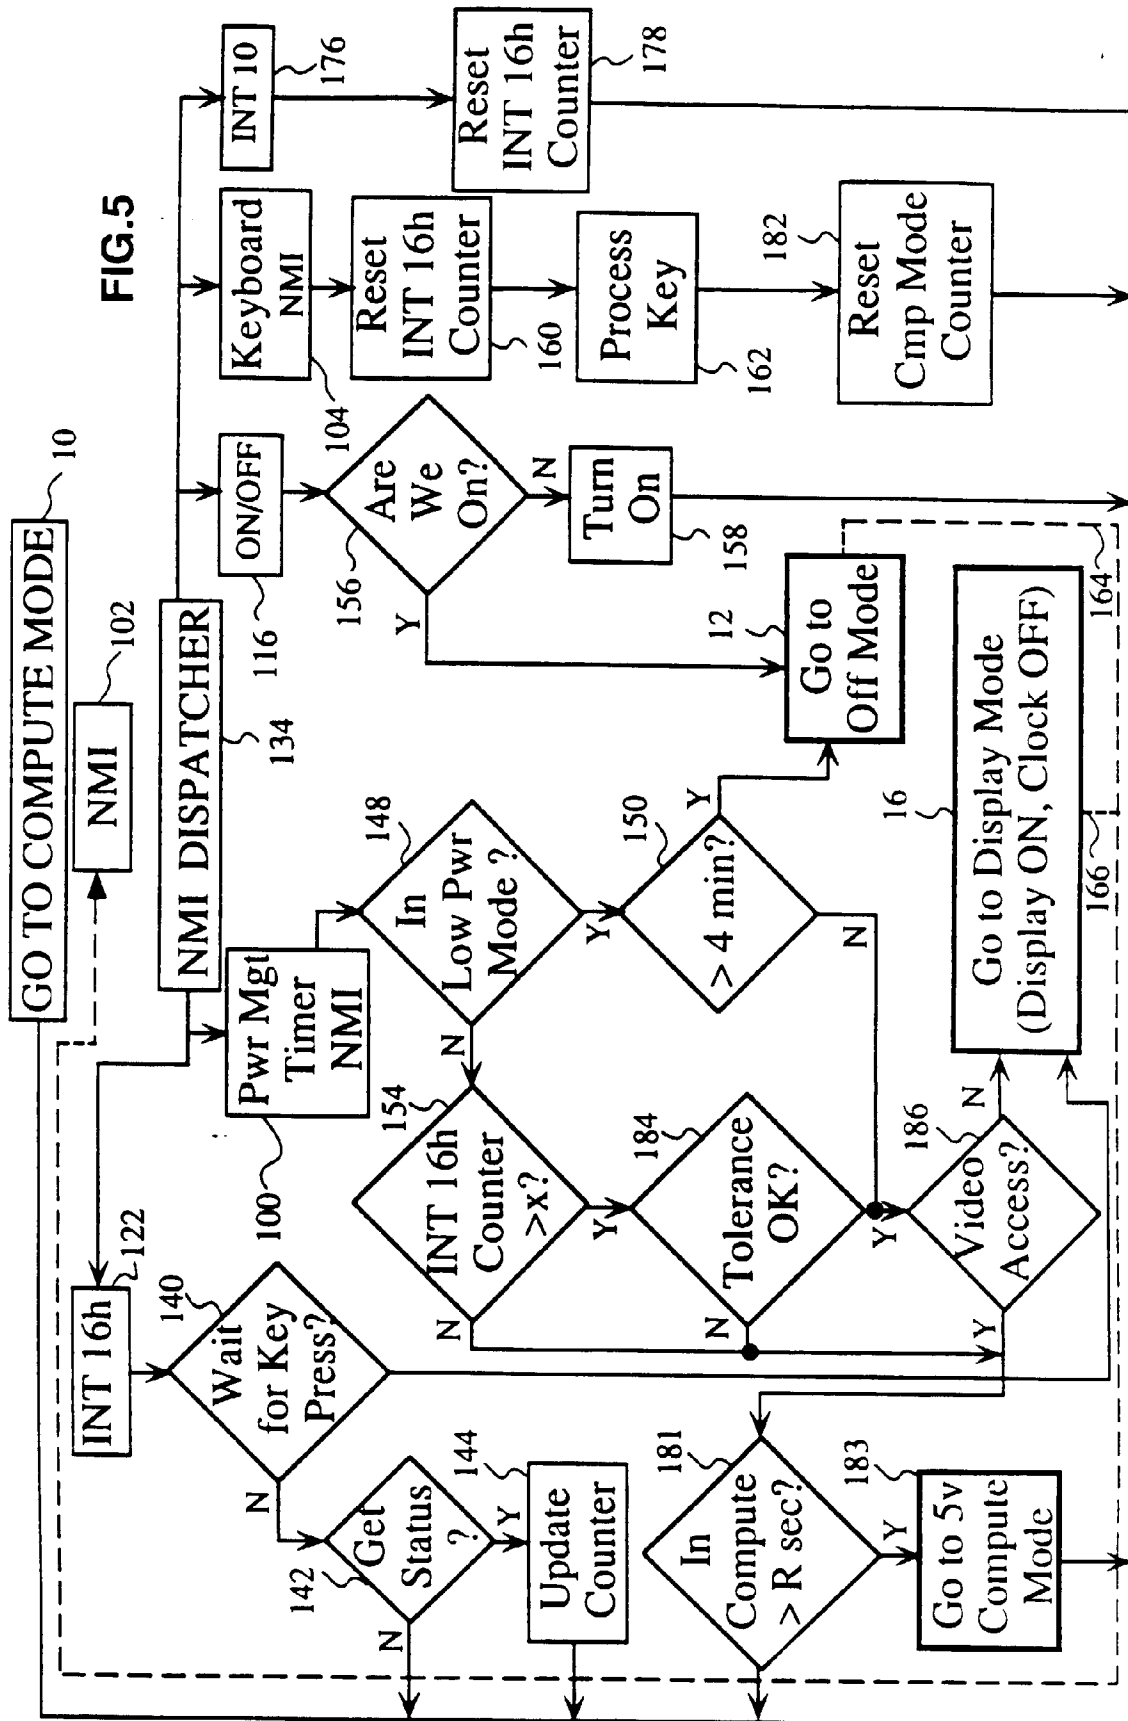 FIG.5
GO TO COMPUTE MODE
10
NMI
102
NMI DISPATCHER
134
INT 16h
122
Pwr Mgt
Timer
NMI
100
ON/OFF
116
Keyboard
NMI
104
INT 10
176
Wait
for Key
Press?
140
N
Get
Status
?
142
N
Y
Update
Counter
144
In
Low Pwr
Mode ?
148
N
Y
INT 16h
Counter
>x?
154
N
Y
> 4 min?
150
Y
N
Tolerance
OK?
184
N
Y
Video
Access?
186
N
Y
Are
We
On?
156
Y
N
Turn
On
158
Go to
Off Mode
12
164
Go to Display Mode
(Display ON, Clock OFF)
16
166
In
Compute
> R sec?
181
Y
Go to 5v
Compute
Mode
183
Reset
INT 16h
Counter
160
Process
Key
162
Reset
Cmp Mode
Counter
182
Reset
INT 16h
Counter
178